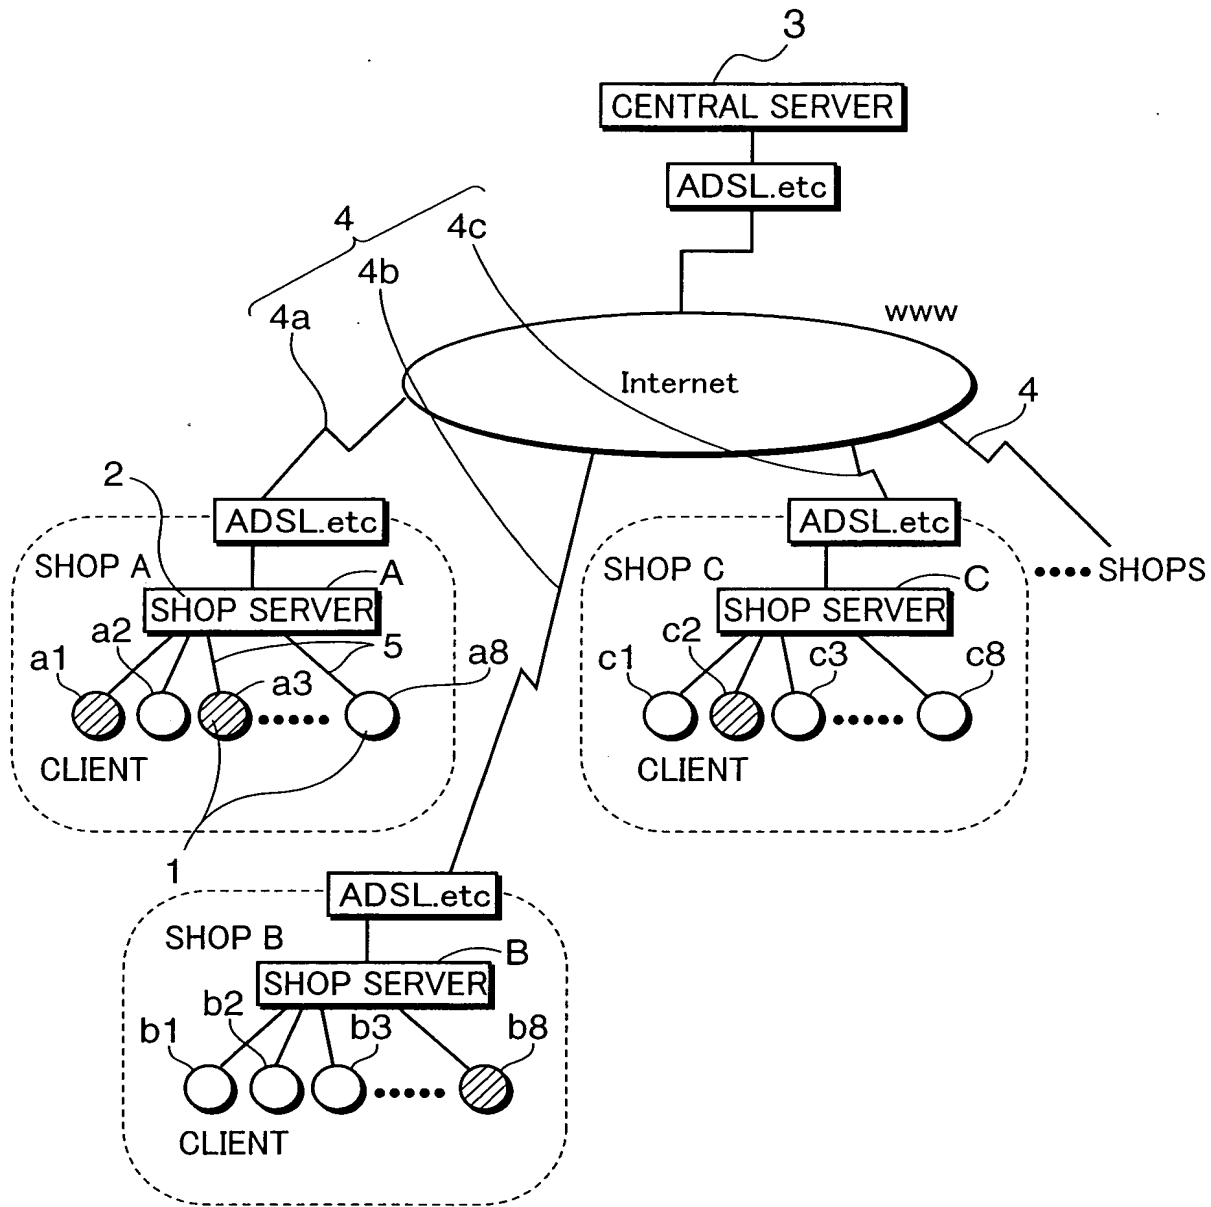 3
CENTRAL SERVER
ADSL.etc
4
4c
4b
4a
www
Internet
4
2
ADSL.etc
SHOP A
A
SHOP SERVER
a1
a2
5
a3
a8
CLIENT
1
ADSL.etc
SHOP C
C
SHOP SERVER
c1
c2
c3
c8
CLIENT
•••• SHOPS
ADSL.etc
SHOP B
B
SHOP SERVER
b1
b2
b3
b8
CLIENT